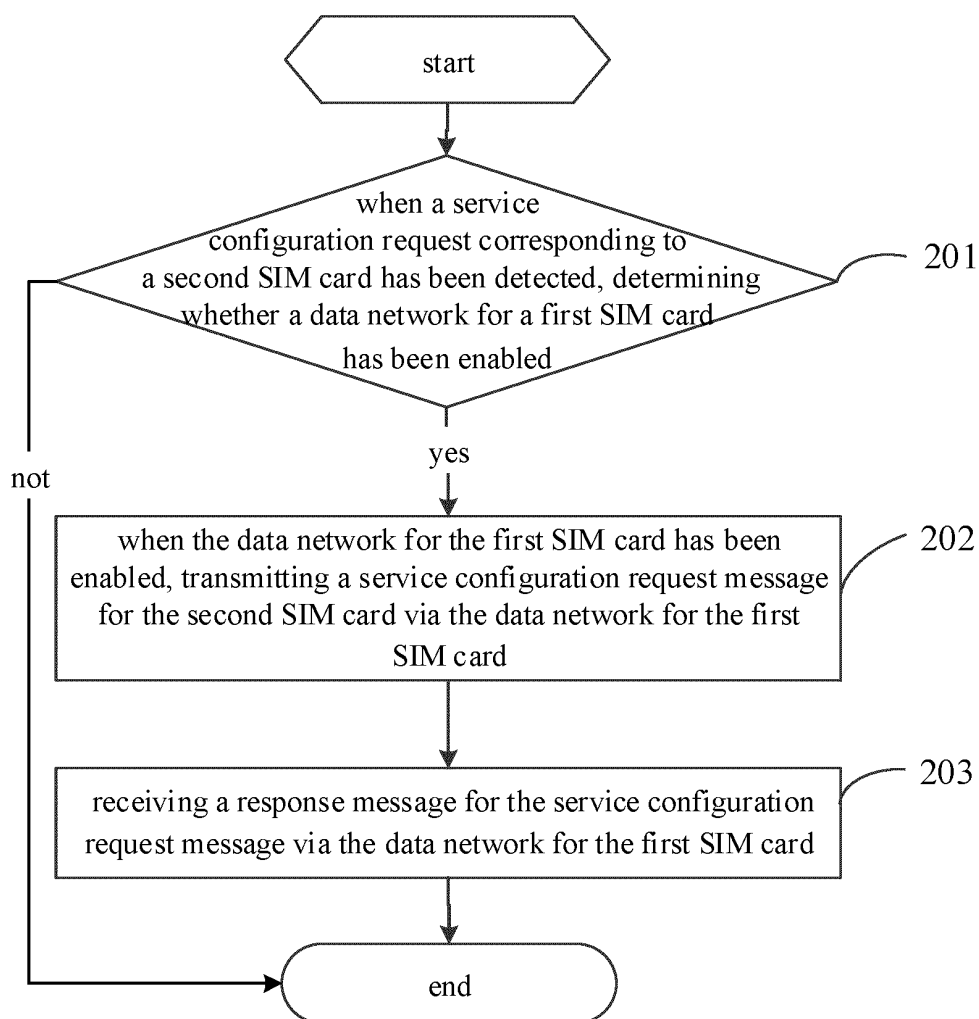 start
when a service
configuration request corresponding to
a second SIM card has been detected, determining
whether a data network for a first SIM card
has been enabled
201
yes
not
when the data network for the first SIM card has been
enabled, transmitting a service configuration request message
for the second SIM card via the data network for the first
SIM card
202
receiving a response message for the service configuration
request message via the data network for the first SIM card
203
end